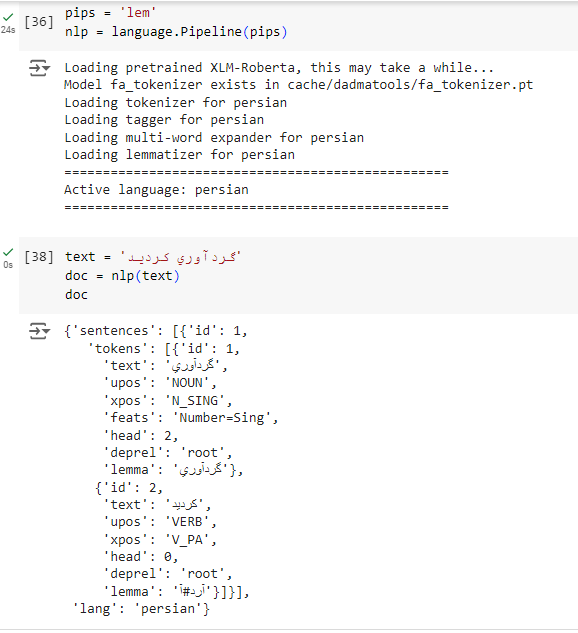 [36]
24s
pips = 'lem'
nlp = language.Pipeline(pips)
Loading pretrained XLM-Roberta, this may take a while...
Model fa_tokenizer exists in cache/dadmatools/fa_tokenizer.pt
Loading tokenizer for persian
Loading tagger for persian
Loading multi-word expander for persian
Loading lemmatizer for persian
==================================================
Active language: persian
==================================================
[38]
0s
text = 'گردآوري کرديد'
doc = nlp(text)
doc
{'sentences': [{'id': 1,
'tokens': [{'id': 1,
'text': 'گردآوري',
'upos': 'NOUN',
'xpos': 'N_SING',
'feats': 'Number=Sing',
'head': 2,
'deprel': 'root',
'lemma': 'گردآوري'},
{'id': 2,
'text': 'کرديد',
'upos': 'VERB',
'xpos': 'V_PA',
'head': 0,
'deprel': 'root',
'lemma': 'آرد#آ'}]}],
'lang': 'persian'}